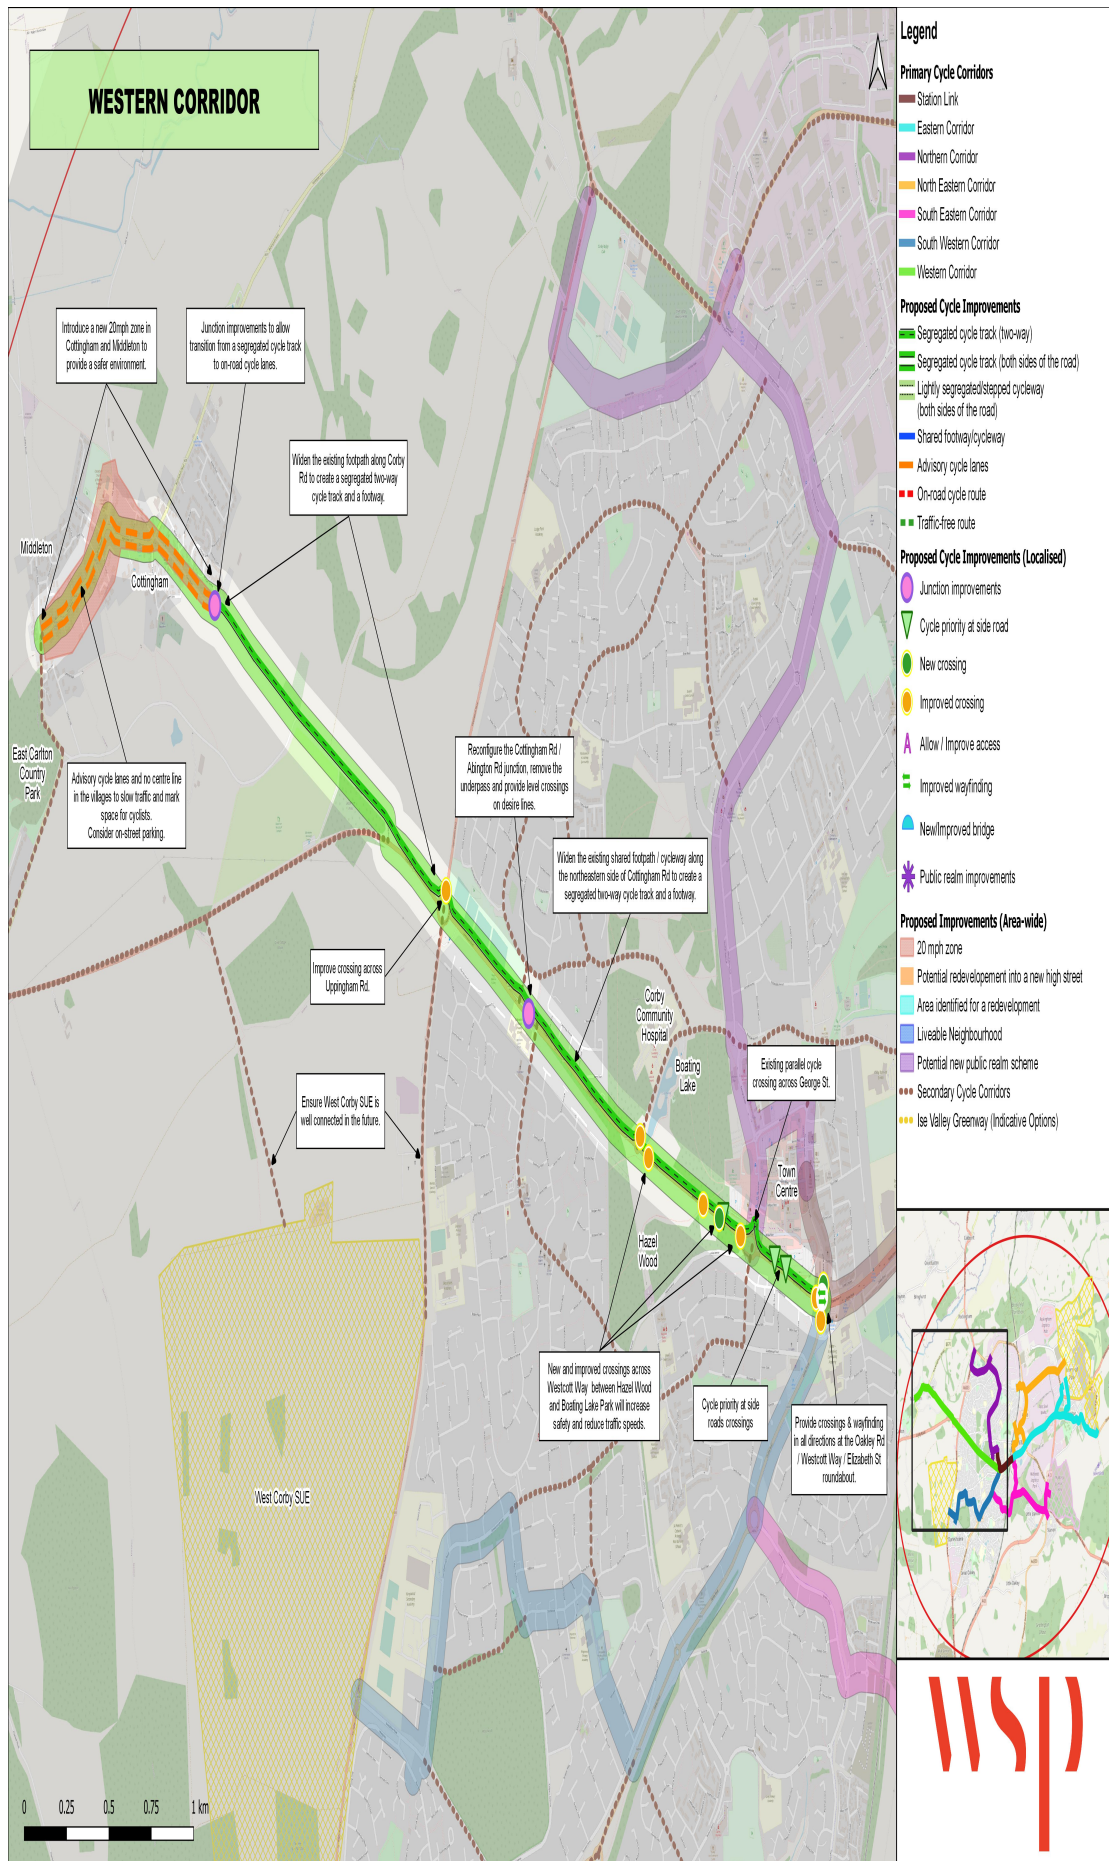 WESTERN CORRIDOR
Introduce a new 20mph zone in
Cottingham and Middleton to
provide a safer environment.
Junction improvements to allow
transition from a segregated cycle track
to on-road cycle lanes.
Widen the existing footpath along Corby
Rd to create a segregated two-way
cycle track and a footway.
Middleton
Cottingham
East Carlton
Country
Park
Advisory cycle lanes and no centre line
in the villages to slow traffic and mark
space for cyclists.
Consider on-street parking.
Reconfigure the Cottingham Rd /
Abington Rd junction, remove the
underpass and provide level crossings
on desire lines.
Widen the existing shared footpath / cycleway along
the northeastern side of Cottingham Rd to create a
segregated two-way cycle track and a footway.
Improve crossing across
Uppingham Rd.
Corby
Community
Hospital
Boating
Lake
Existing parallel cycle
crossing across George St.
Ensure West Corby SUE is
well connected in the future.
Town
Centre
Hazel
Wood
New and improved crossings across
Westcott Way between Hazel Wood
and Boating Lake Park will increase
safety and reduce traffic speeds.
Cycle priority at side
roads crossings
Provide crossings & wayfinding
in all directions at the Oakley Rd
/ Westcott Way / Elizabeth St
roundabout.
West Corby SUE
0 0.25 0.5 0.75 1 km
Legend
Primary Cycle Corridors
Station Link
Eastern Corridor
Northern Corridor
North Eastern Corridor
South Eastern Corridor
South Western Corridor
Western Corridor
Proposed Cycle Improvements
Segregated cycle track (two-way)
Segregated cycle track (both sides of the road)
Lightly segregated/stepped cycleway
(both sides of the road)
Shared footway/cycleway
Advisory cycle lanes
On-road cycle route
Traffic-free route
Proposed Cycle Improvements (Localised)
Junction improvements
Cycle priority at side road
New crossing
Improved crossing
Allow / Improve access
Improved wayfinding
New/Improved bridge
Public realm improvements
Proposed Improvements (Area-wide)
20 mph zone
Potential redevelopement into a new high street
Area identified for a redevelopment
Liveable Neighbourhood
Potential new public realm scheme
Secondary Cycle Corridors
Ise Valley Greenway (Indicative Options)
wsp